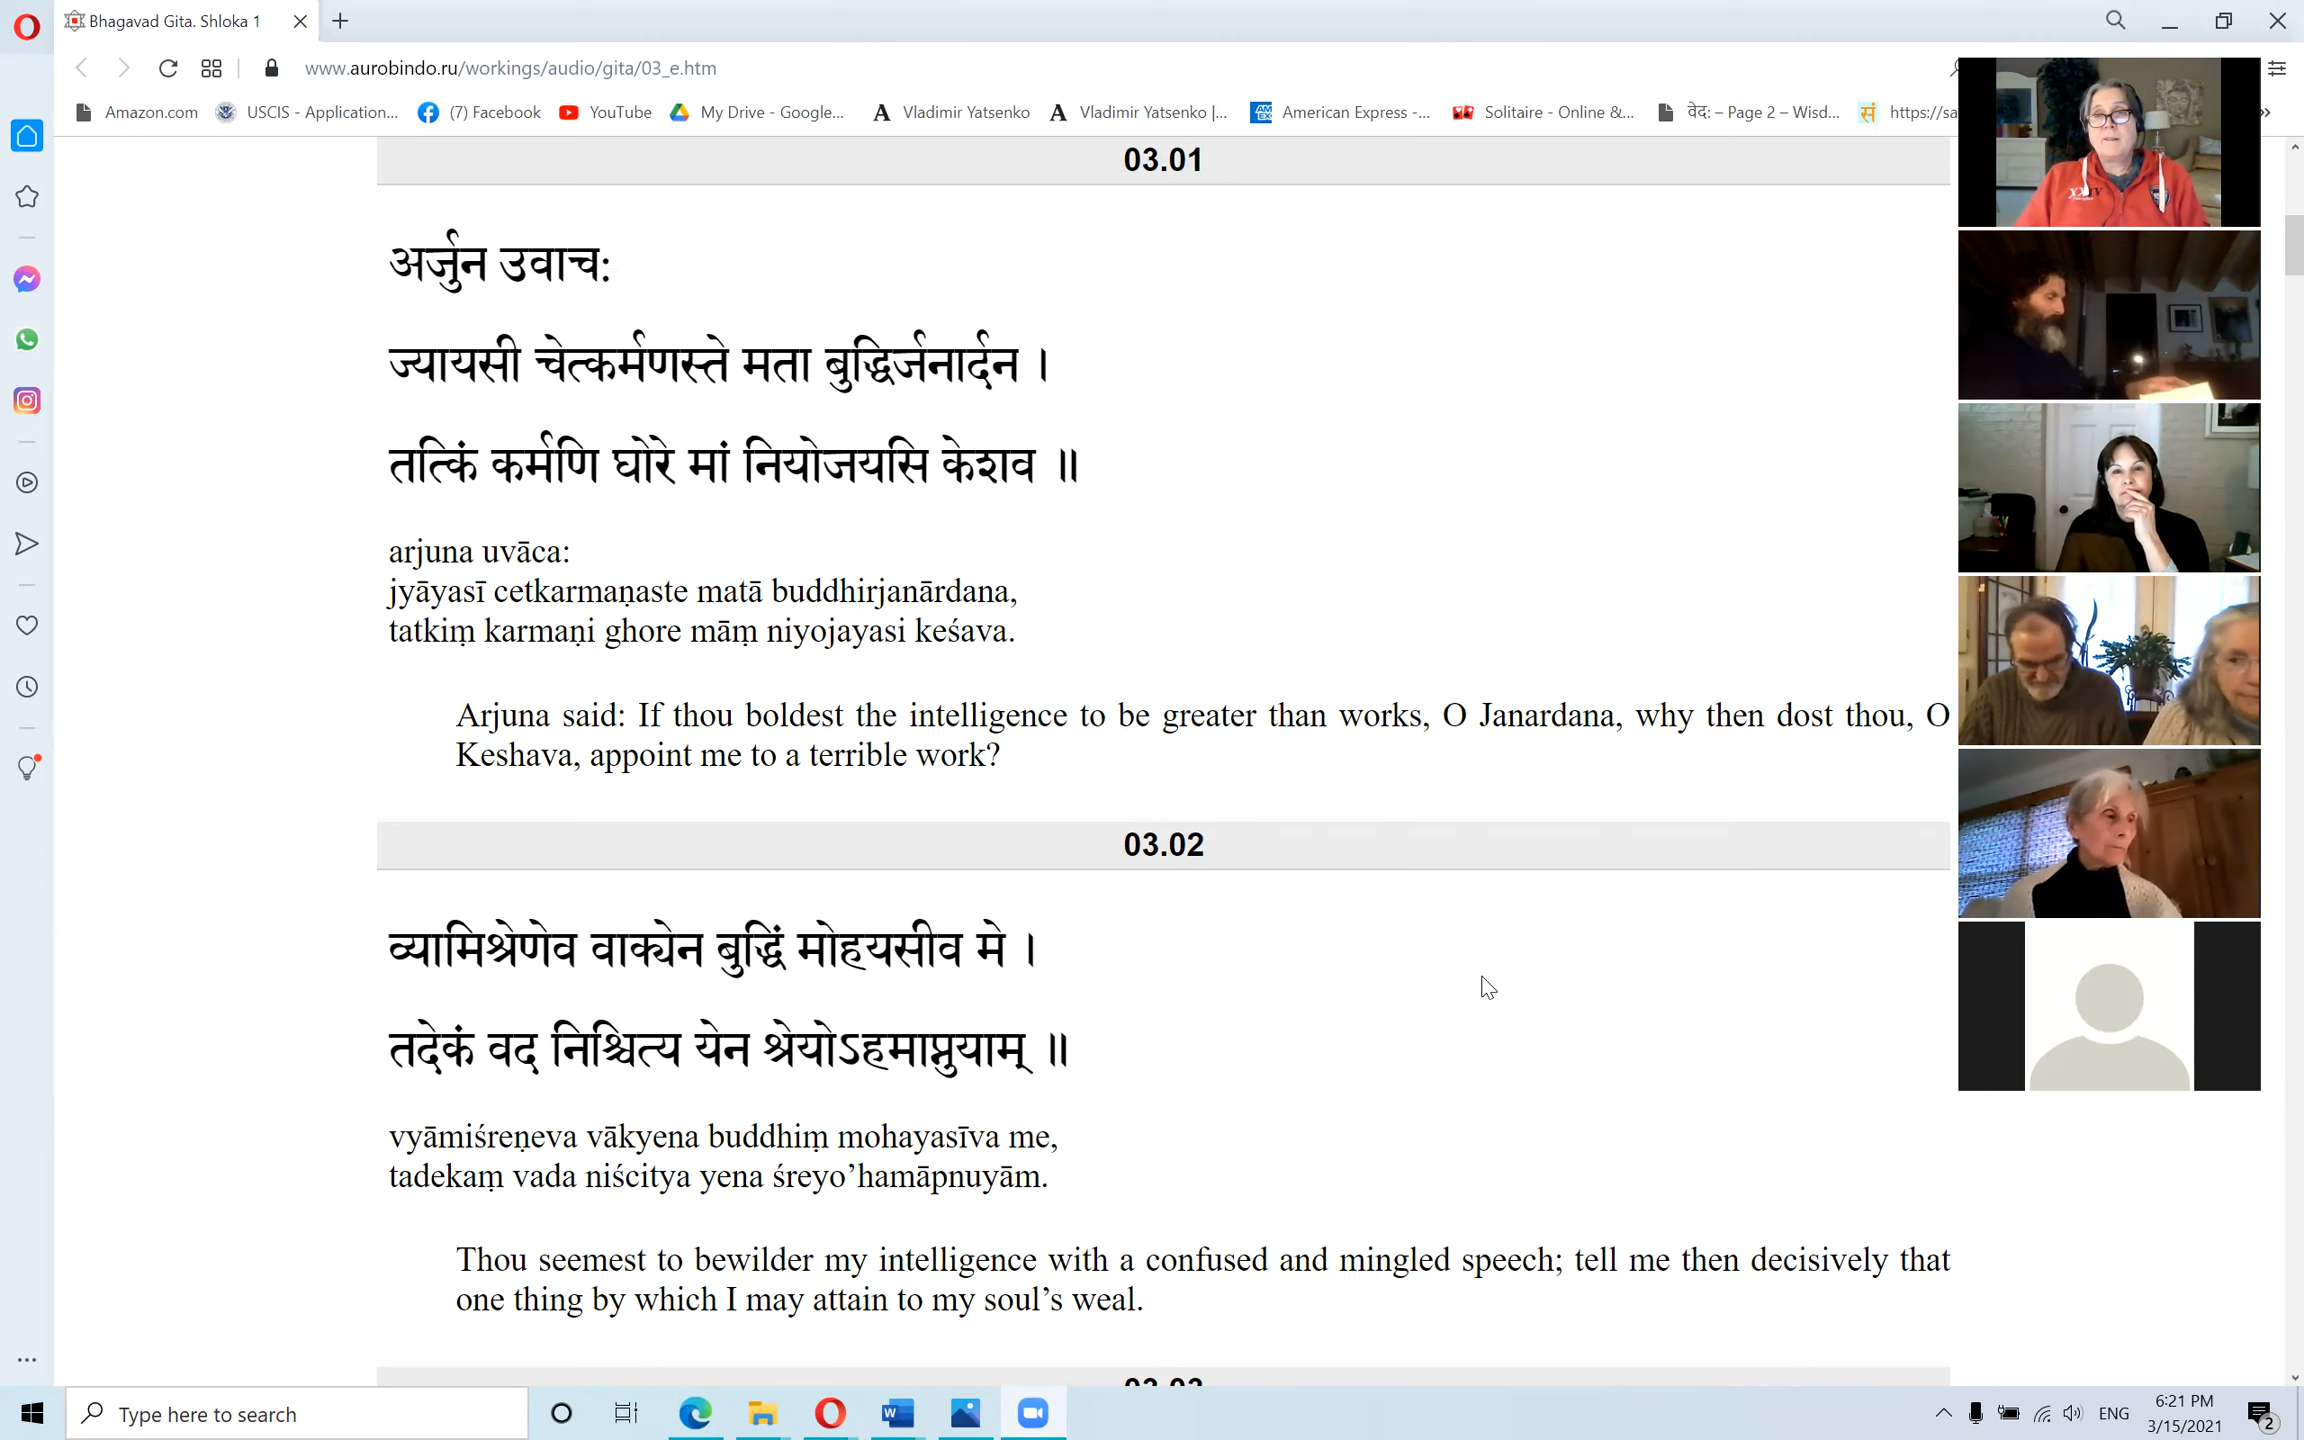 Bhagavad Gita. Shloka 1
www.aurobindo.ru/workings/audio/gita/03_e.htm
Amazon.com USCIS - Application... (7) Facebook YouTube My Drive - Google... Vladimir Yatsenko Vladimir Yatsenko |... American Express -... Solitaire - Online &... वेद: – Page 2 – Wisd... https://sa
03.01
अर्जुन उवाच:
ज्यायसी चेत्कर्मणस्ते मता बुद्धिर्जनार्दन ।
तत्किं कर्मणि घोरे मां नियोजयसि केशव ॥
arjuna uvāca:
jyāyasī cetkarmaṇaste matā buddhirjanārdana,
tatkiṃ karmaṇi ghore māṃ niyojayasi keśava.
Arjuna said: If thou boldest the intelligence to be greater than works, O Janardana, why then dost thou, O
Keshava, appoint me to a terrible work?
03.02
व्यामिश्रेणेव वाक्येन बुद्धिं मोहयसीव मे ।
तदेकं वद निश्चित्य येन श्रेयोऽहमाप्नुयाम् ॥
vyāmiśreṇeva vākyena buddhiṃ mohayasīva me,
tadekaṃ vada niścitya yena śreyo’hamāpnuyām.
Thou seemest to bewilder my intelligence with a confused and mingled speech; tell me then decisively that
one thing by which I may attain to my soul’s weal.
Type here to search
ENG
6:21 PM
3/15/2021
2